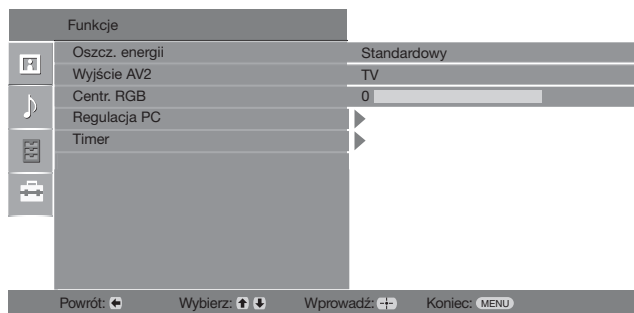 Funkcje
Oszcz. energii Standardowy
Wyjście AV2 TV
Centr. RGB 0
Regulacja PC
Timer
Powrót: Wybierz: Wprowadź: Koniec: MENU